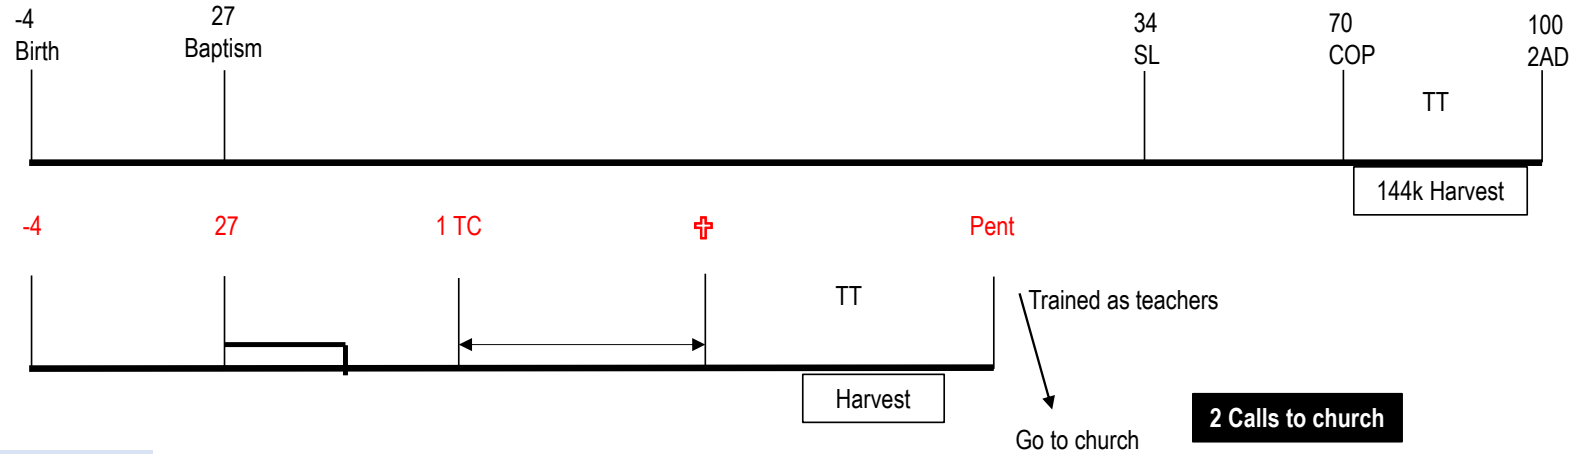 -4
Birth
27
Baptism
34
SL
70
COP
100
2AD
TT
144k Harvest
-4
27
1 TC
Pent
TT
Trained as teachers
Harvest
2 Calls to church
Go to church